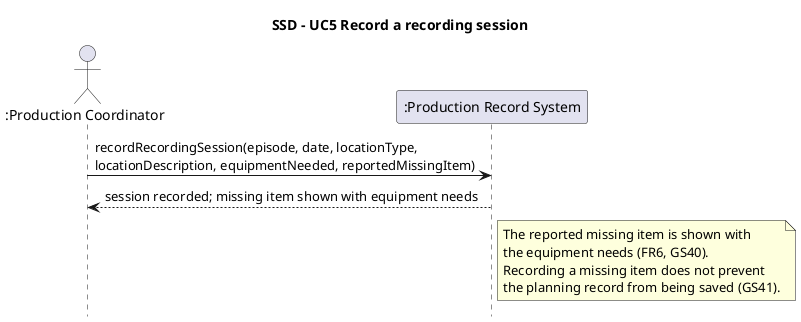 SSD - UC5 Record a recording session
:Production Coordinator
:Production Record System
recordRecordingSession(episode, date, locationType,
locationDescription, equipmentNeeded, reportedMissingItem)
session recorded; missing item shown with equipment needs
The reported missing item is shown with
the equipment needs (FR6, GS40).
Recording a missing item does not prevent
the planning record from being saved (GS41).